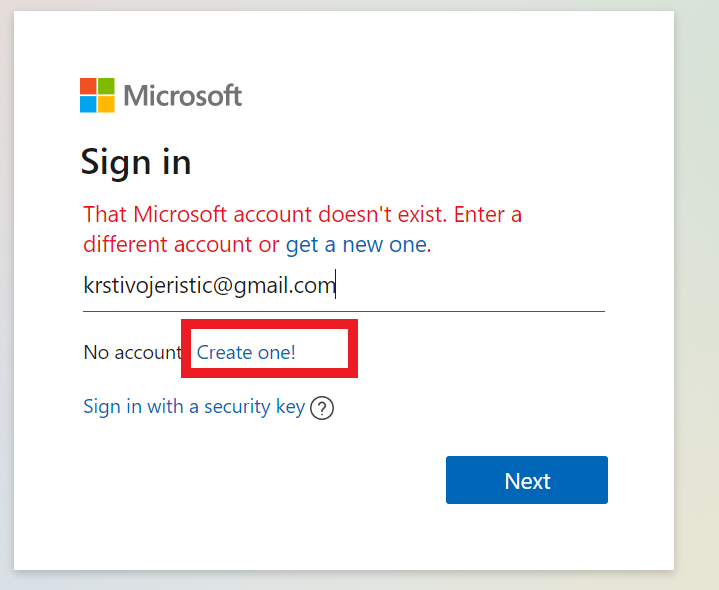 Microsoft
Sign in
That Microsoft account doesn't exist. Enter a
different account or get a new one.
krstivojeristic@gmail.com
No account Create one!
Sign in with a security key ?
Next